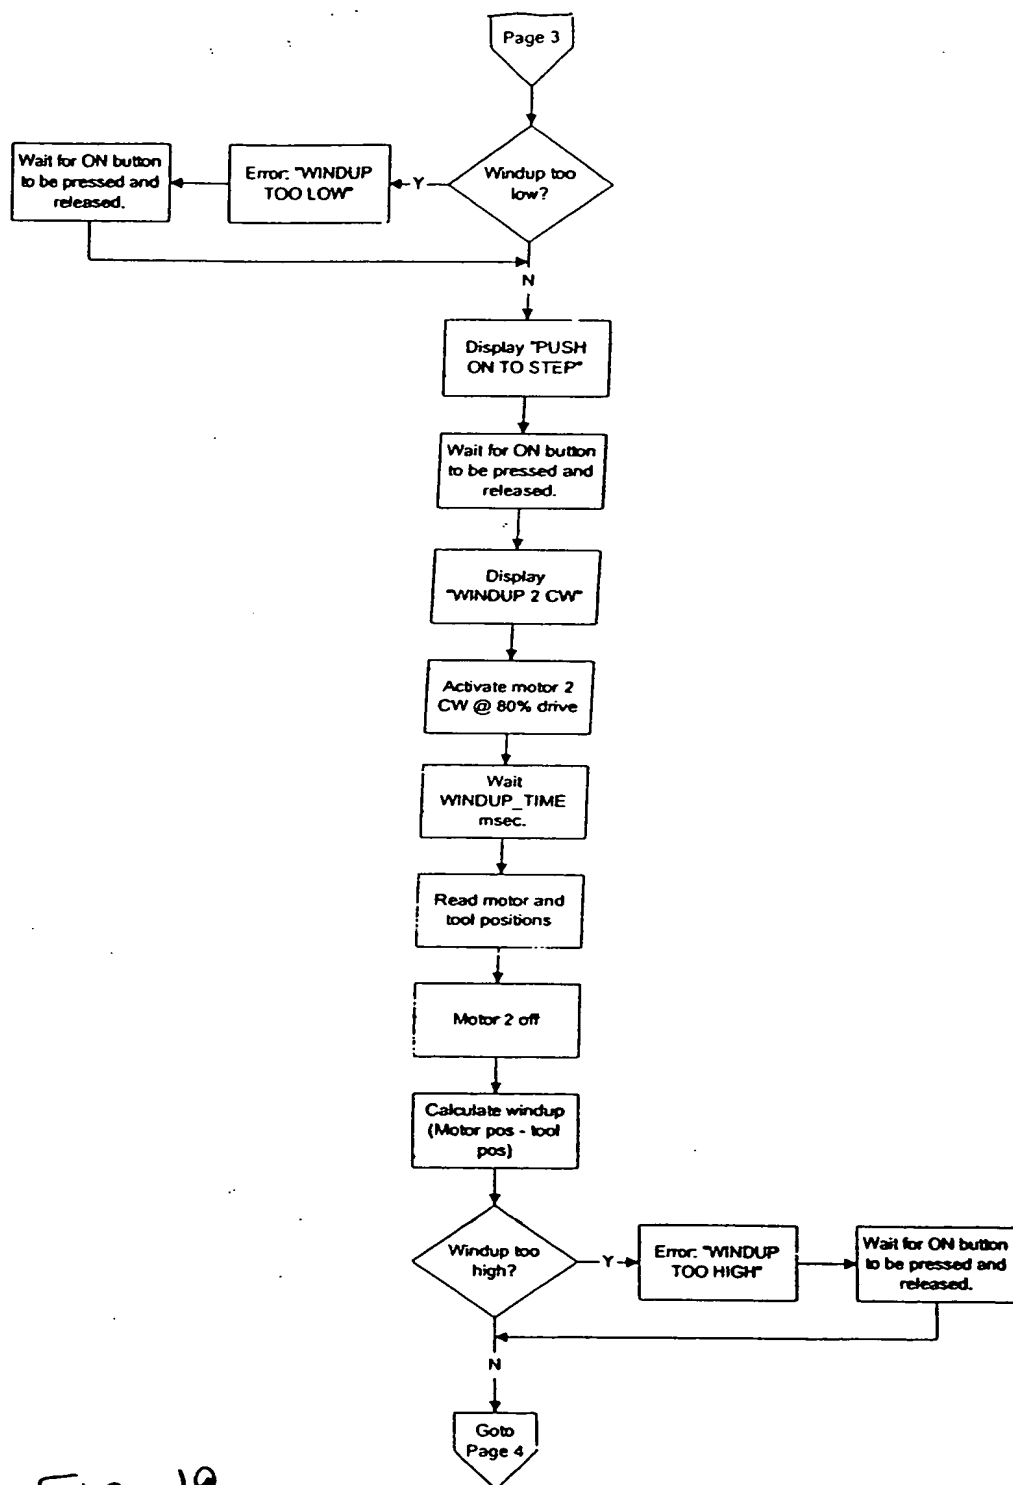 Page 3
Windup too
low?
Y
Error: "WINDUP
TOO LOW"
Wait for ON button
to be pressed and
released.
N
Display "PUSH
ON TO STEP"
Wait for ON button
to be pressed and
released.
Display
"WINDUP 2 CW"
Activate motor 2
CW @ 80% drive
Wait
WINDUP_TIME
msec.
Read motor and
tool positions
Motor 2 off
Calculate windup
(Motor pos - tool
pos)
Windup too
high?
Y
Error: "WINDUP
TOO HIGH"
Wait for ON button
to be pressed and
released.
N
Goto
Page 4